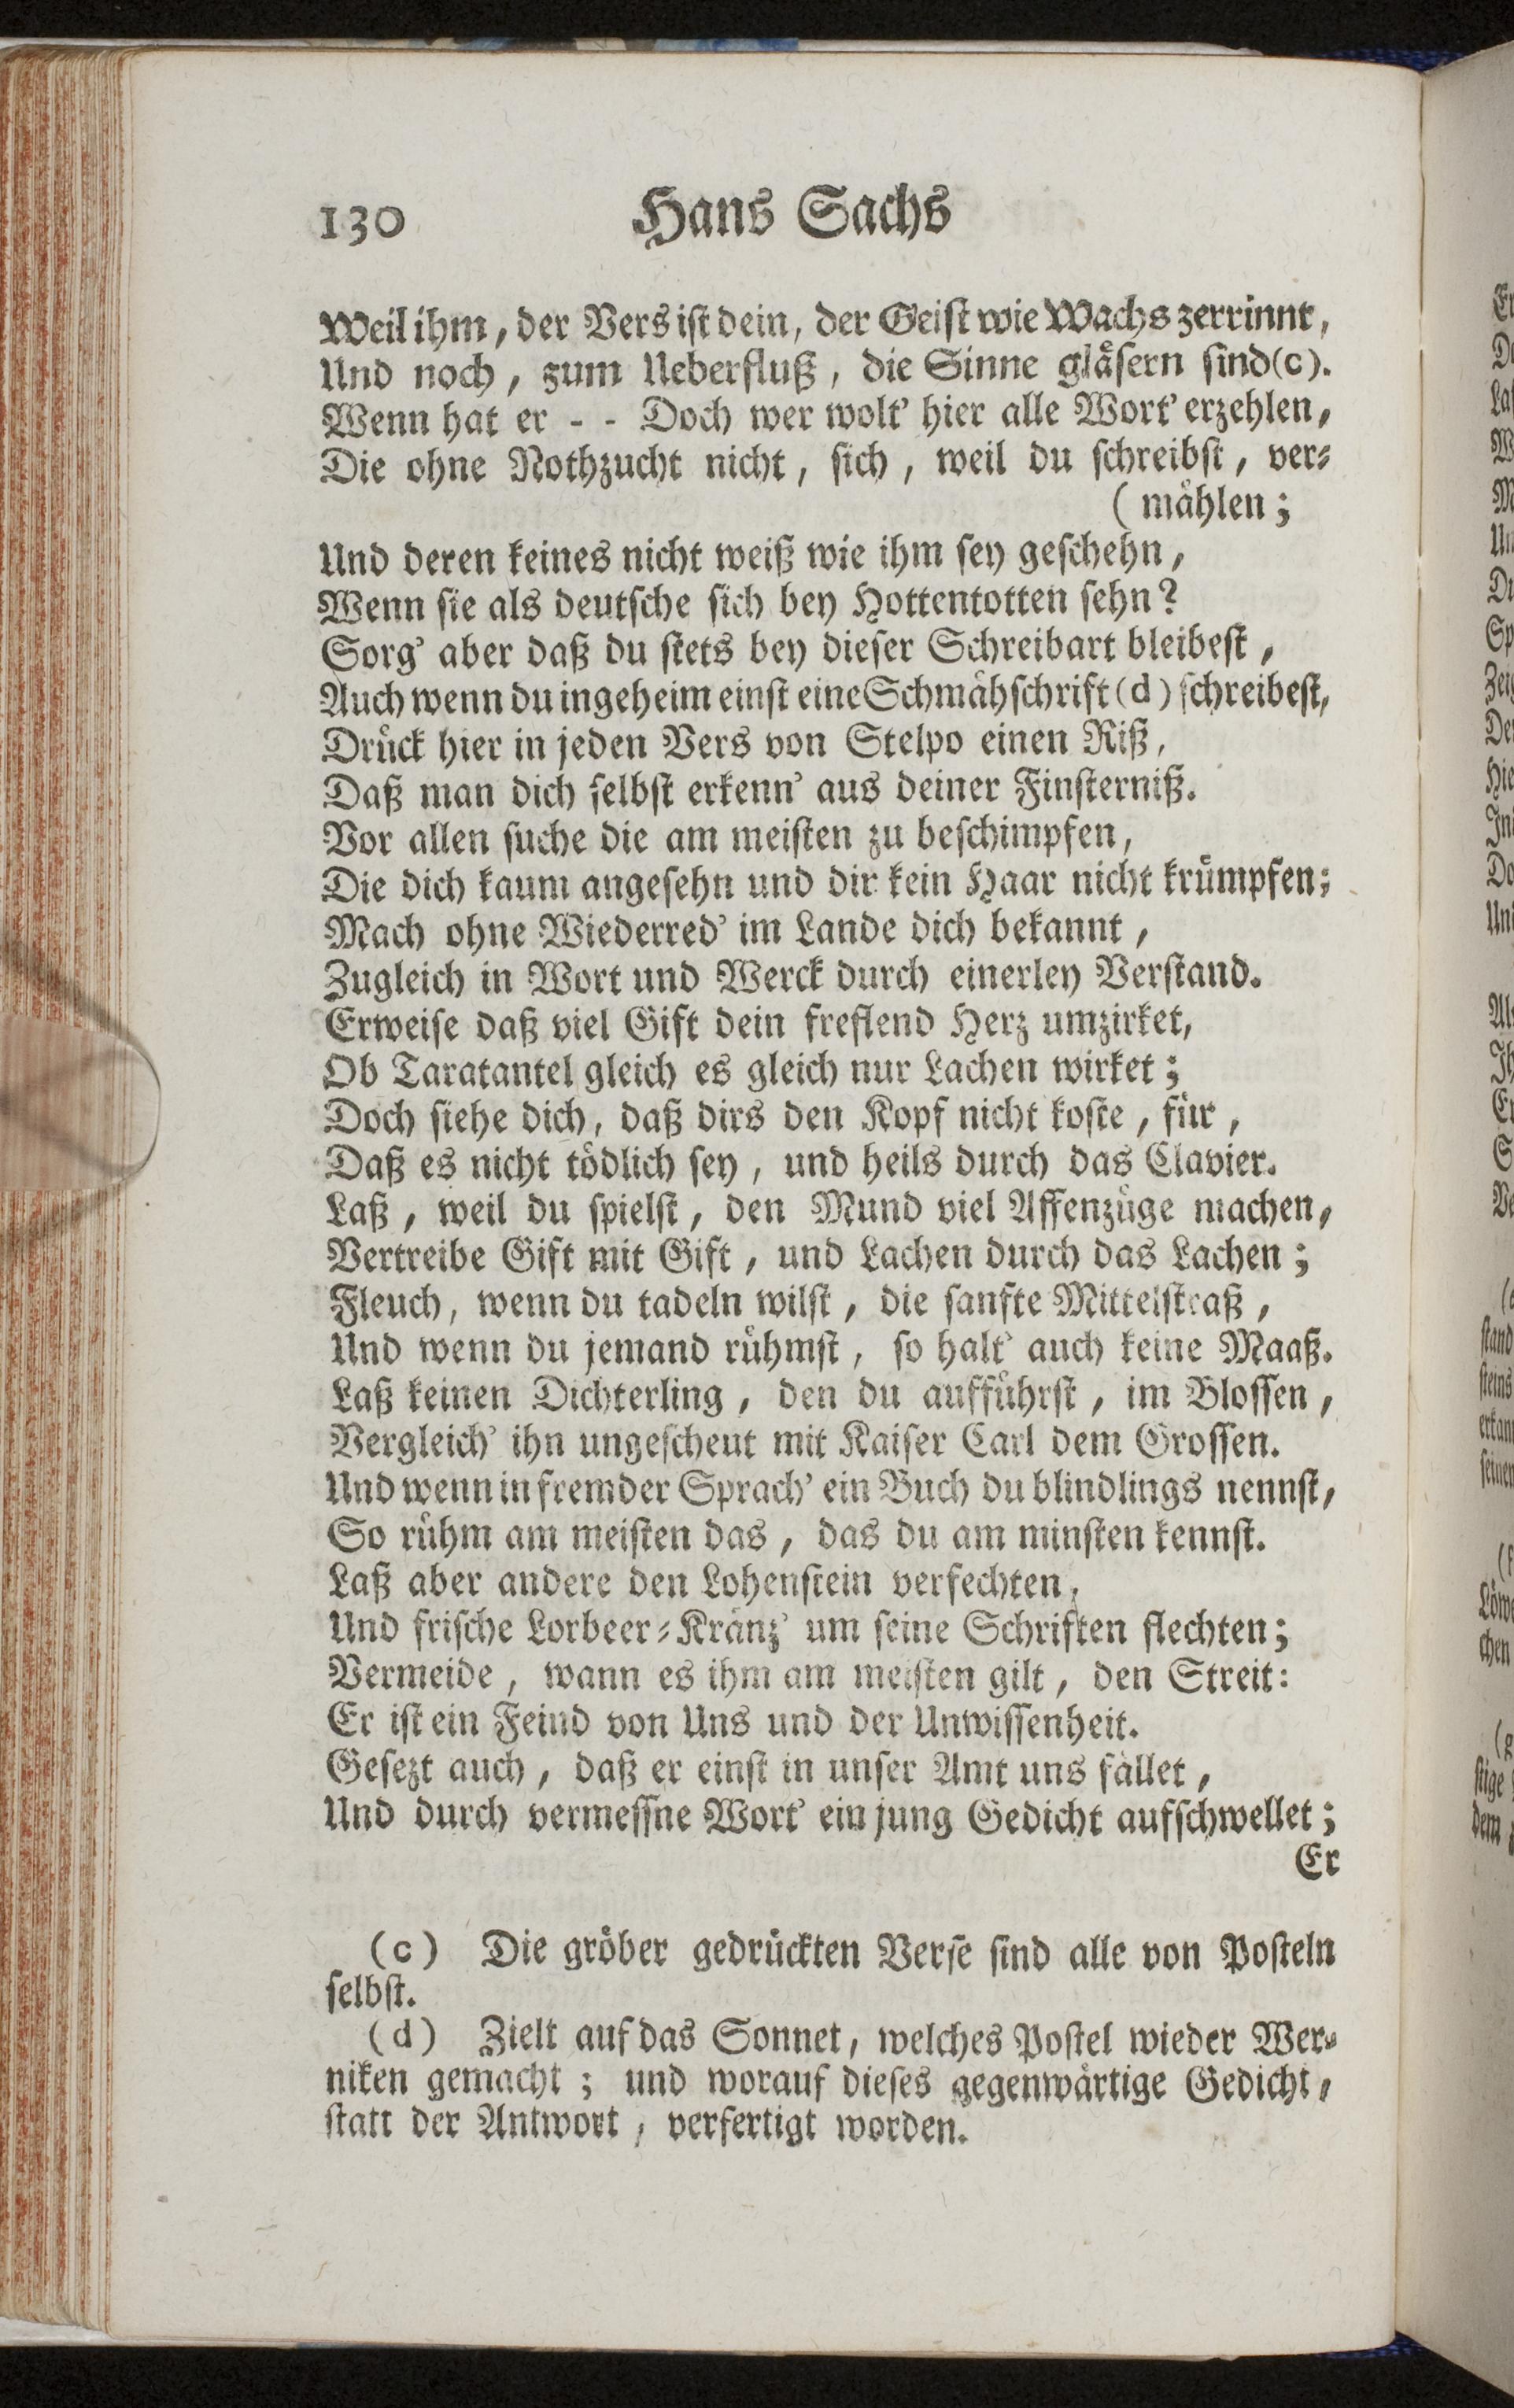 130 Hans Sachs
Weil ihm, der Vers ist dein, der Geist wie Wachs zerrinnt,
Und noch, zum Ueberfluß, die Sinne gläsern sind (c).
Wenn hat er - - Doch wer wolt' hier alle Wort' erzehlen,
Die ohne Nothzucht nicht, sich, weil du schreibst, ver-
(mählen;
Und deren keines nicht weiß wie ihm sey geschehn,
Wenn sie als deutsche sich bey Hottentotten sehn?
Sorg' aber daß du stets bey dieser Schreibart bleibest,
Auch wenn du ingeheim einst eine Schmähschrift (d) schreibest,
Drück hier in jeden Vers von Stelpo einen Riß,
Daß man dich selbst erkenn' aus deiner Finsterniß.
Vor allen suche die am meisten zu beschimpfen,
Die dich kaum angesehn und dir kein Haar nicht krümpfen;
Mach ohne Wiederred' im Lande dich bekannt,
Zugleich in Wort und Werck durch einerley Verstand.
Erweise daß viel Gift dein freflend Herz umzirket,
Ob Taratantel gleich es gleich nur Lachen wirket;
Doch siehe dich, daß dirs den Kopf nicht koste, für,
Daß es nicht tödlich sey, und heils durch das Clavier.
Laß, weil du spielst, den Mund viel Affenzüge machen,
Vertreibe Gift mit Gift, und Lachen durch das Lachen;
Fleuch, wenn du tadeln wilst, die sanfte Mittelstraß,
Und wenn du jemand rühmst, so halt' auch keine Maaß.
Laß keinen Dichterling, den du aufführst, im Blossen,
Vergleich' ihn ungescheut mit Kaiser Carl dem Grossen.
Und wenn in fremder Sprach' ein Buch du blindlings nennst,
So rühm am meisten das, das du am minsten kennst.
Laß aber andere den Lohenstein verfechten,
Und frische Lorbeer-Kränz' um seine Schriften flechten;
Vermeide, wann es ihm am meisten gilt, den Streit:
Er ist ein Feind von Uns und der Unwissenheit.
Gesezt auch, daß er einst in unser Amt uns fället,
Und durch vermessne Wort' ein jung Gedicht aufschwellet;
Er
(c) Die gröber gedrückten Verse sind alle von Posteln
selbst.
(d) Zielt auf das Sonnet, welches Postel wieder Wer-
niken gemacht; und worauf dieses gegenwärtige Gedicht,
statt der Antwort, verfertigt worden.